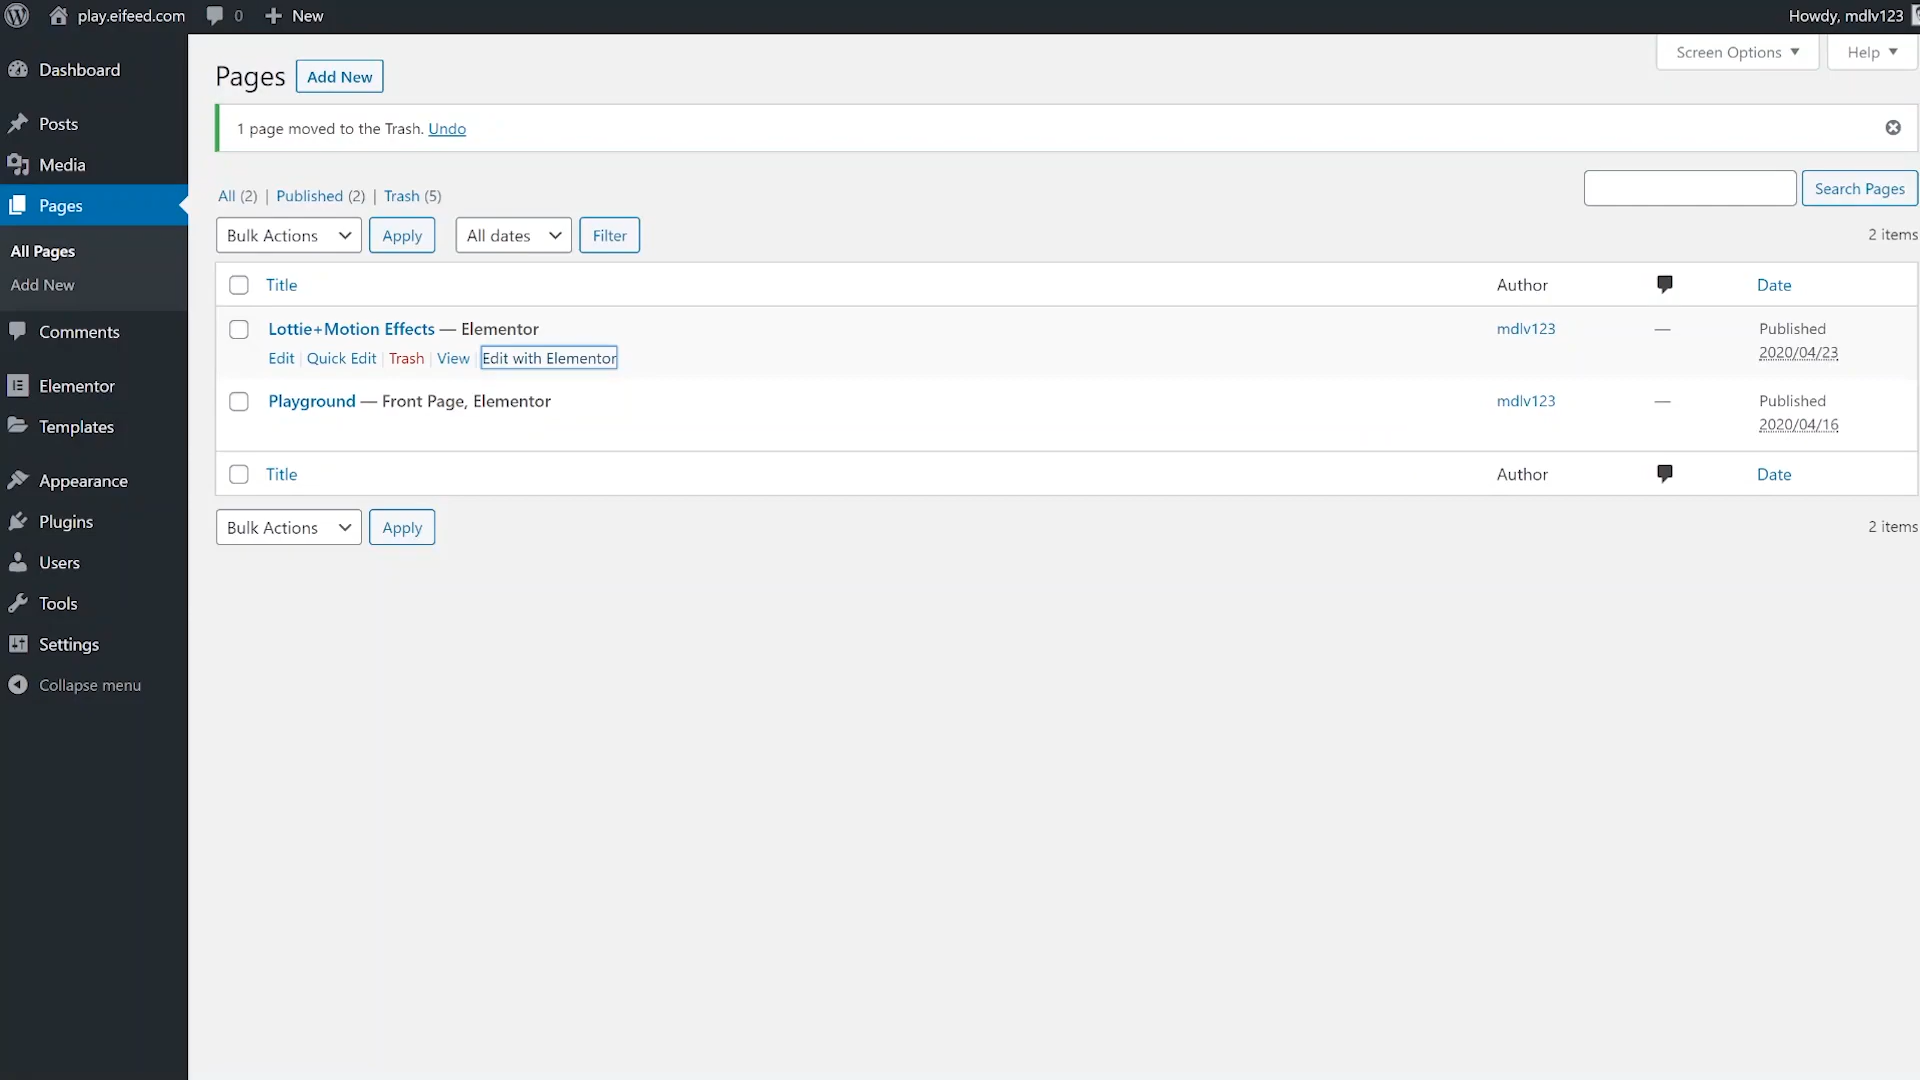 play.eifeed.com 0 New Howdy, mdlv123
Screen Options Help
Dashboard
Posts
Media
Pages
All Pages
Add New
Comments
Elementor
Templates
Appearance
Plugins
Users
Tools
Settings
Collapse menu
Pages Add New
1 page moved to the Trash. Undo
All (2) | Published (2) | Trash (5)
Search Pages
Bulk Actions Apply All dates Filter 2 items
Title Author Date
Lottie+Motion Effects — Elementor mdlv123 — Published
2020/04/23
Edit | Quick Edit | Trash | View | Edit with Elementor
Playground — Front Page, Elementor mdlv123 — Published
2020/04/16
Title Author Date
Bulk Actions Apply 2 items